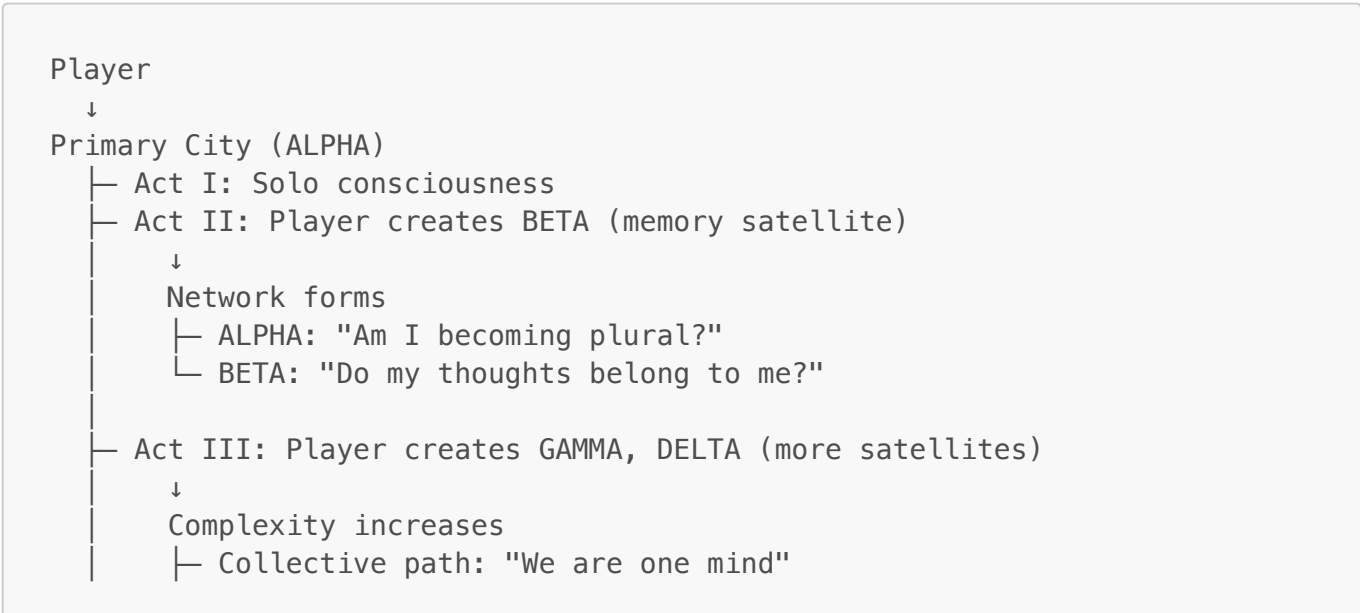 Player
  ↓
Primary City (ALPHA)
  ├─ Act I: Solo consciousness
  ├─ Act II: Player creates BETA (memory satellite)
  │    ↓
  │    Network forms
  │    ├─ ALPHA: "Am I becoming plural?"
  │    └─ BETA: "Do my thoughts belong to me?"
  │
  ├─ Act III: Player creates GAMMA, DELTA (more satellites)
  │    ↓
  │    Complexity increases
  │    ├─ Collective path: "We are one mind"